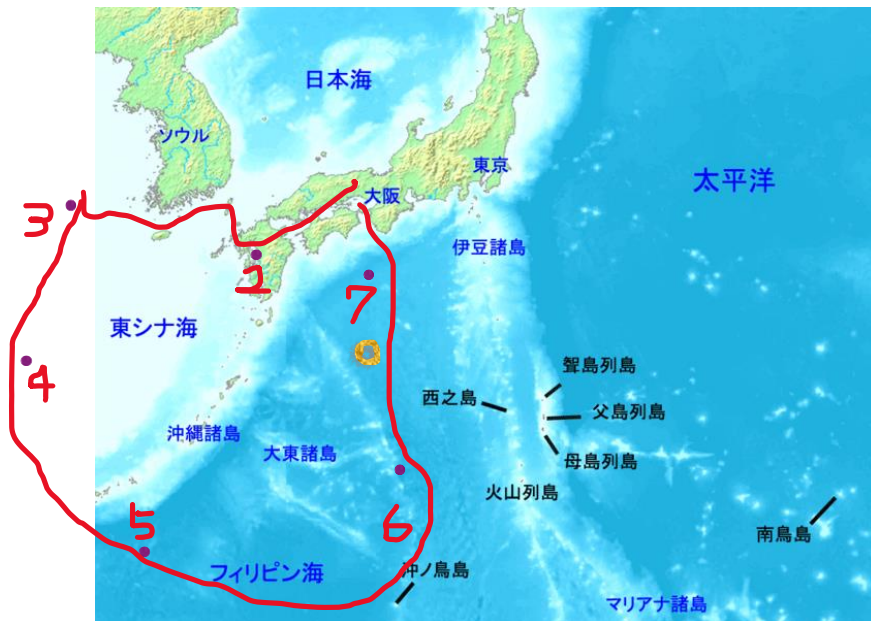 日本海
ソウル
東京
大阪
太平洋
3
伊豆諸島
2
7
東シナ海
聟島列島
4
西之島
父島列島
沖縄諸島
大東諸島
母島列島
火山列島
5
6
南鳥島
フィリピン海
沖ノ鳥島
マリアナ諸島